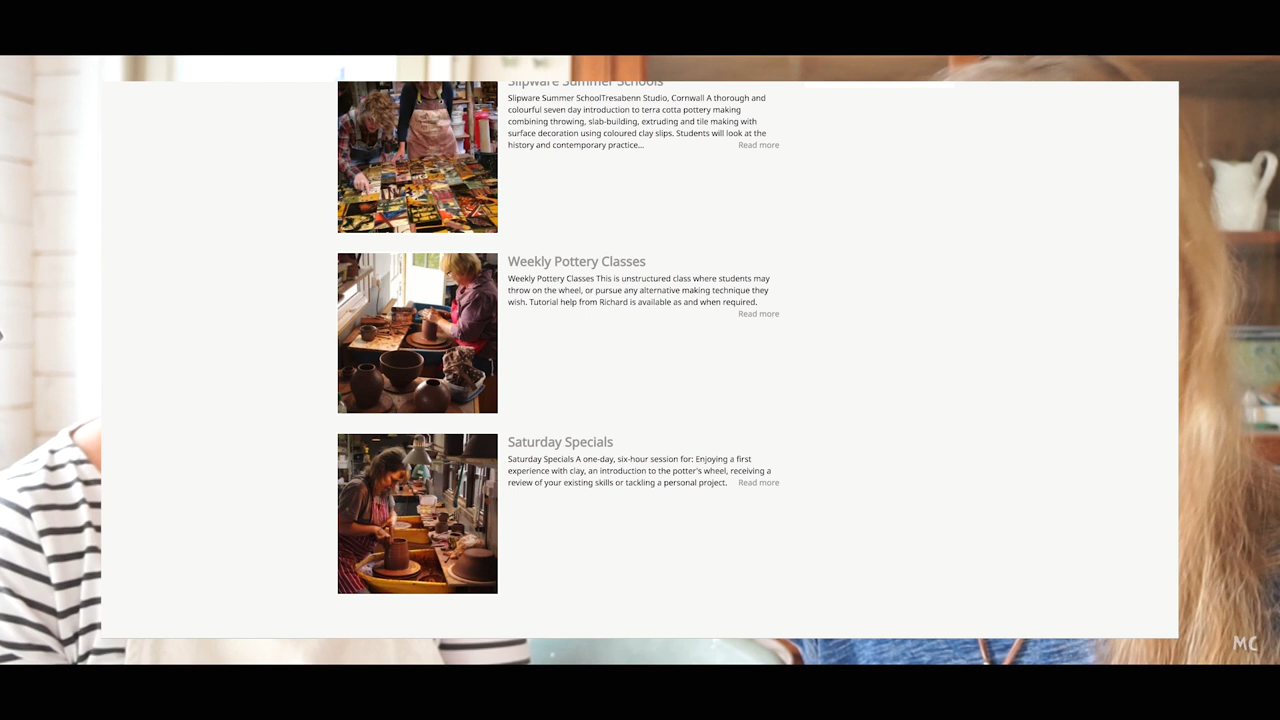 Slipware Summer Schools
Slipware Summer SchoolTresabenn Studio, Cornwall A thorough and
colourful seven day introduction to terra cotta pottery making
combining throwing, slab-building, extruding and tile making with
surface decoration using coloured clay slips. Students will look at the
history and contemporary practice... Read more
Weekly Pottery Classes
Weekly Pottery Classes This is unstructured class where students may
throw on the wheel, or pursue any alternative making technique they
wish. Tutorial help from Richard is available as and when required.
Read more
Saturday Specials
Saturday Specials A one-day, six-hour session for: Enjoying a first
experience with clay, an introduction to the potter's wheel, receiving a
review of your existing skills or tackling a personal project. Read more
MC